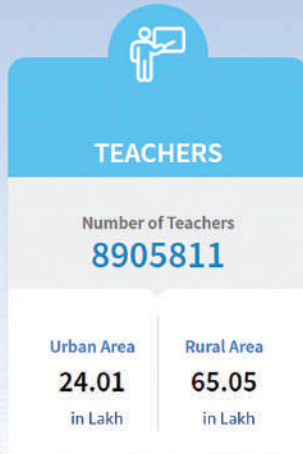 TEACHERS
Number of Teachers
8905811
Urban Area
24.01
in Lakh
Rural Area
65.05
in Lakh